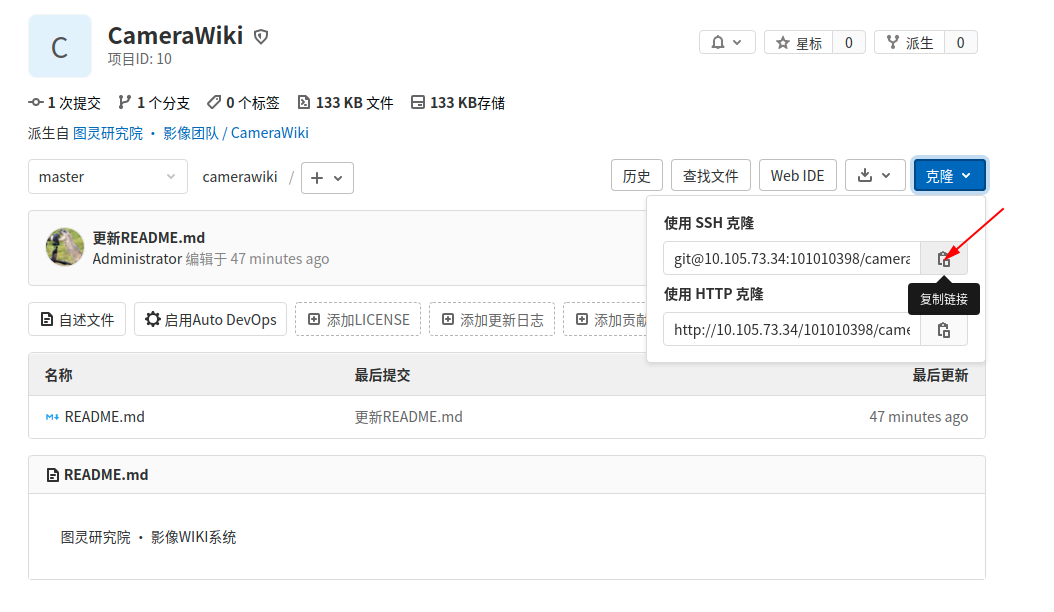 C
CameraWiki
项目ID: 10
星标 0
派生 0
1 次提交 1 个分支 0 个标签 133 KB 文件 133 KB存储
派生自 图灵研究院 · 影像团队 / CameraWiki
master
camerawiki /
历史
查找文件
Web IDE
克隆
使用 SSH 克隆
git@10.105.73.34:101010398/camera
复制链接
使用 HTTP 克隆
http://10.105.73.34/101010398/came
更新README.md
Administrator 编辑于 47 minutes ago
自述文件
启用Auto DevOps
添加LICENSE
添加更新日志
添加贡献
名称 最后提交 最后更新
README.md 更新README.md 47 minutes ago
README.md
图灵研究院 · 影像WIKI系统